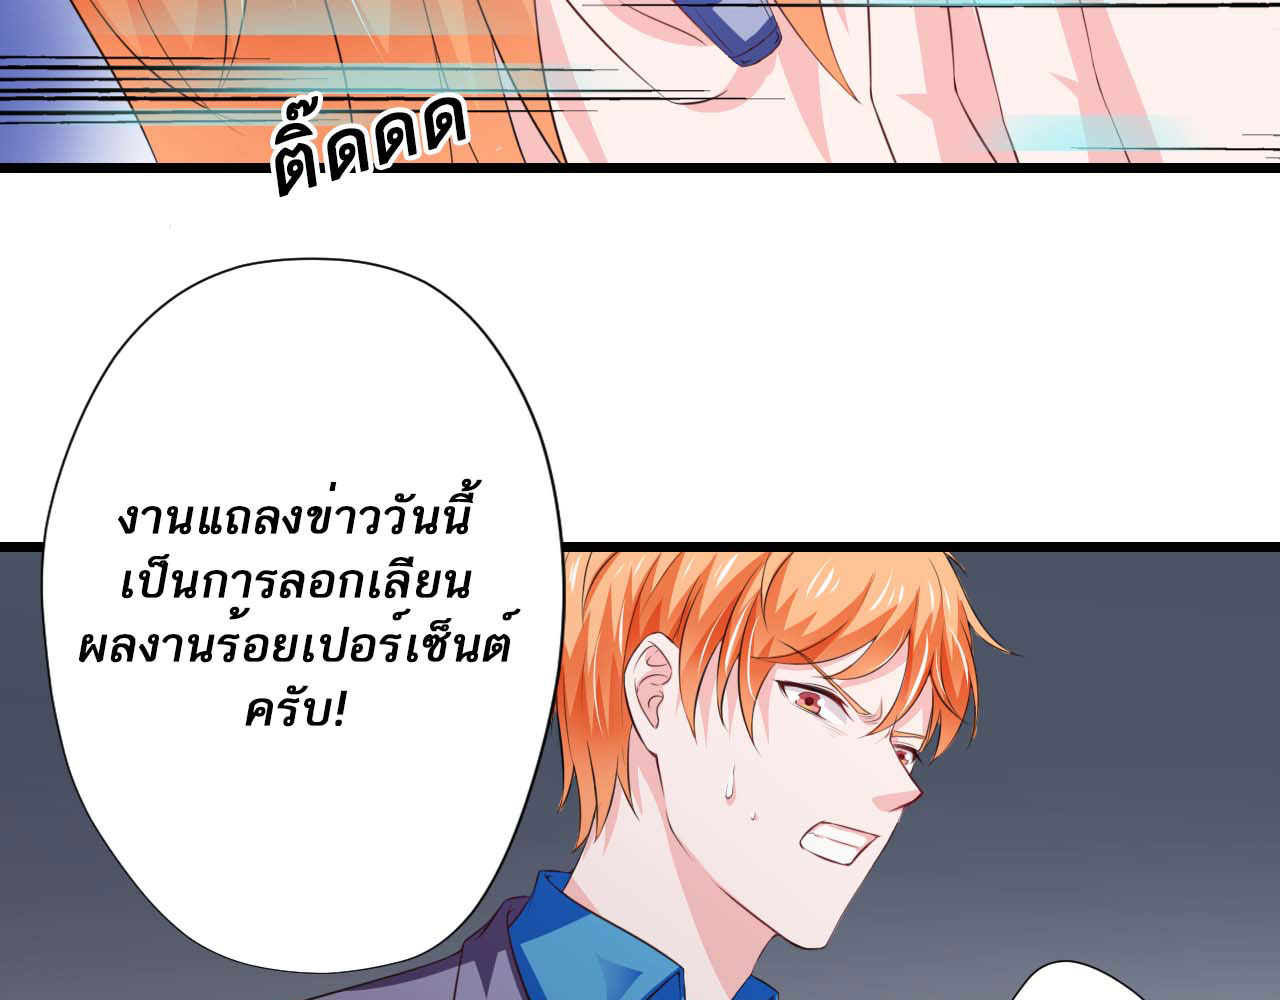 ติ๊ดดด
งานแถลงข่าววันนี้
เป็นการลอกเลียน
ผลงานร้อยเปอร์เซ็นต์
ครับ!